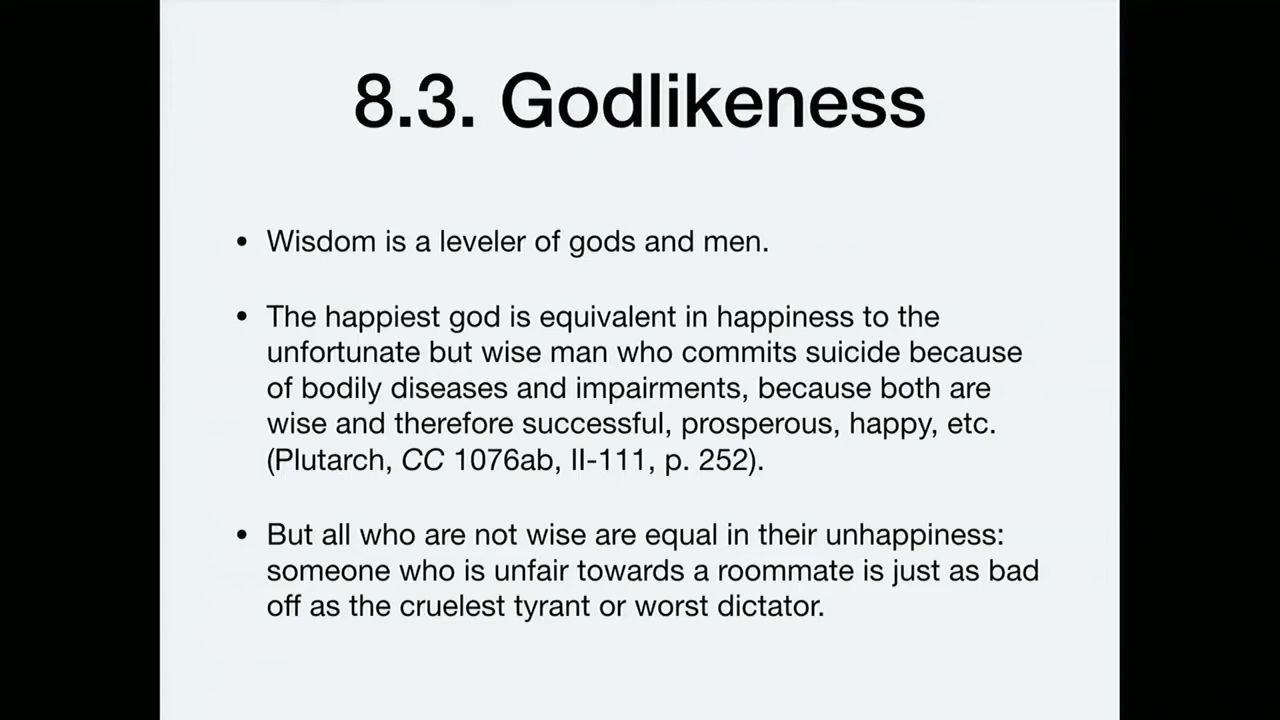 8.3. Godlikeness
• Wisdom is a leveler of gods and men.
• The happiest god is equivalent in happiness to the
unfortunate but wise man who commits suicide because
of bodily diseases and impairments, because both are
wise and therefore successful, prosperous, happy, etc.
(Plutarch, CC 1076ab, II-111, p. 252).
• But all who are not wise are equal in their unhappiness:
someone who is unfair towards a roommate is just as bad
off as the cruelest tyrant or worst dictator.